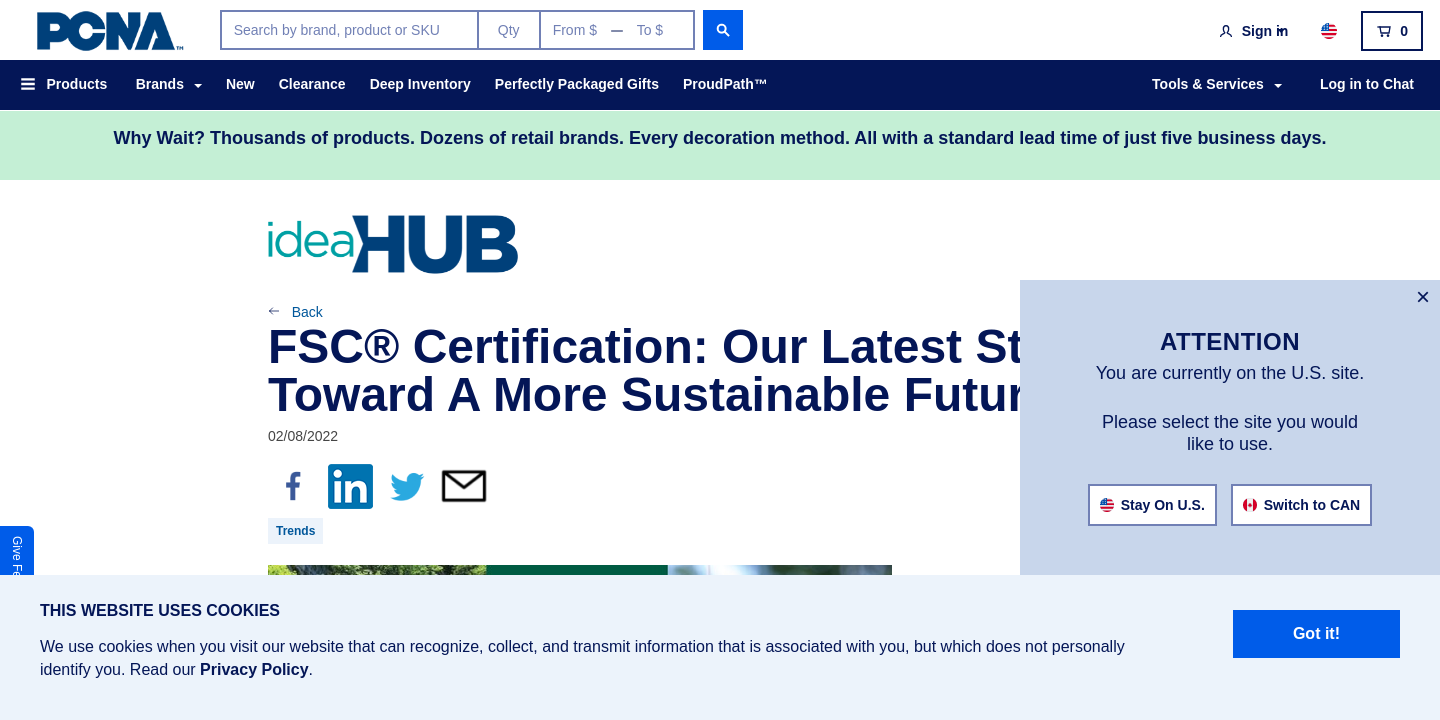 PCNA™
Search by brand, product or SKU
Qty
From $ — To $
Sign in
0
Products
Brands
New
Clearance
Deep Inventory
Perfectly Packaged Gifts
ProudPath™
Tools & Services
Log in to Chat
Why Wait? Thousands of products. Dozens of retail brands. Every decoration method. All with a standard lead time of just five business days.
ideaHUB
Back
FSC® Certification: Our Latest
Toward A More Sustainable
02/08/2022
f
in
Trends
×
ATTENTION
You are currently on the U.S. site.
Please select the site you would
like to use.
Stay On U.S.
Switch to CAN
Give
THIS WEBSITE USES COOKIES
We use cookies when you visit our website that can recognize, collect, and transmit information that is associated with you, but which does not personally
identify you. Read our Privacy Policy.
Got it!